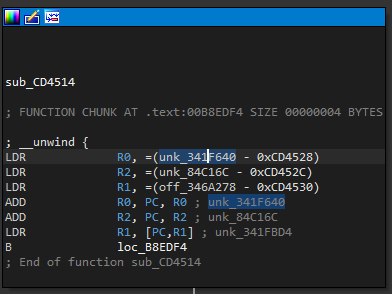 sub_CD4514
; FUNCTION CHUNK AT .text:00B8EDF4 SIZE 00000004 BYTES
; __unwind {
LDR R0, =(unk_341F640 - 0xCD4528)
LDR R2, =(unk_84C16C - 0xCD452C)
LDR R1, =(off_346A278 - 0xCD4530)
ADD R0, PC, R0 ; unk_341F640
ADD R2, PC, R2 ; unk_84C16C
LDR R1, [PC,R1] ; unk_341FBD4
B loc_B8EDF4
; End of function sub_CD4514